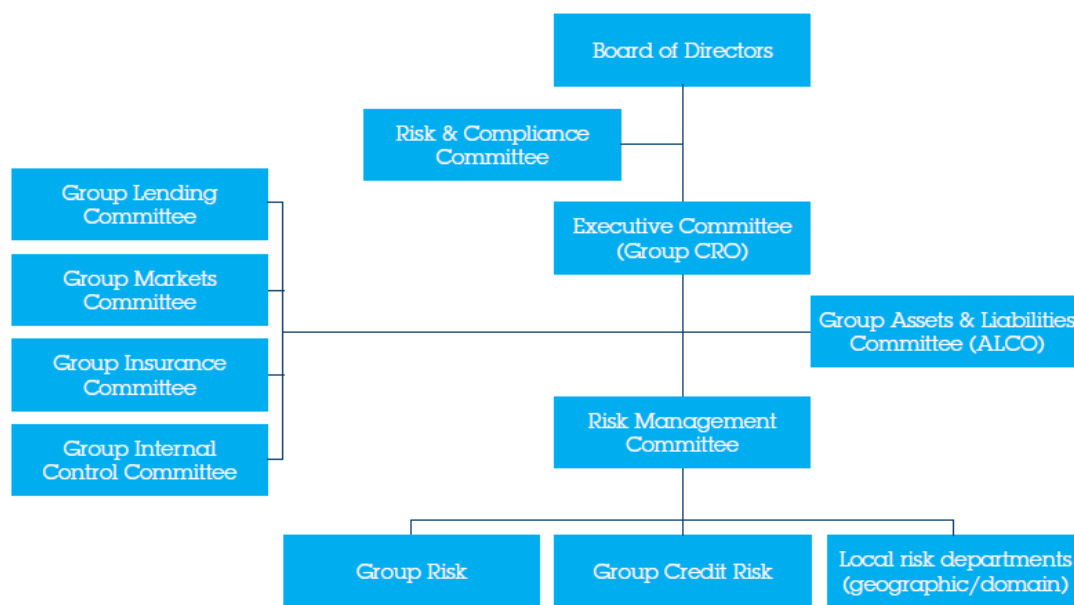 Board of Directors
Risk & Compliance
Committee
Group Lending
Committee
Executive Committee
(Group CRO)
Group Markets
Committee
Group Assets & Liabilities
Committee (ALCO)
Group Insurance
Committee
Risk Management
Committee
Group Internal
Control Committee
Group Risk
Group Credit Risk
Local risk departments
(geographic/domain)